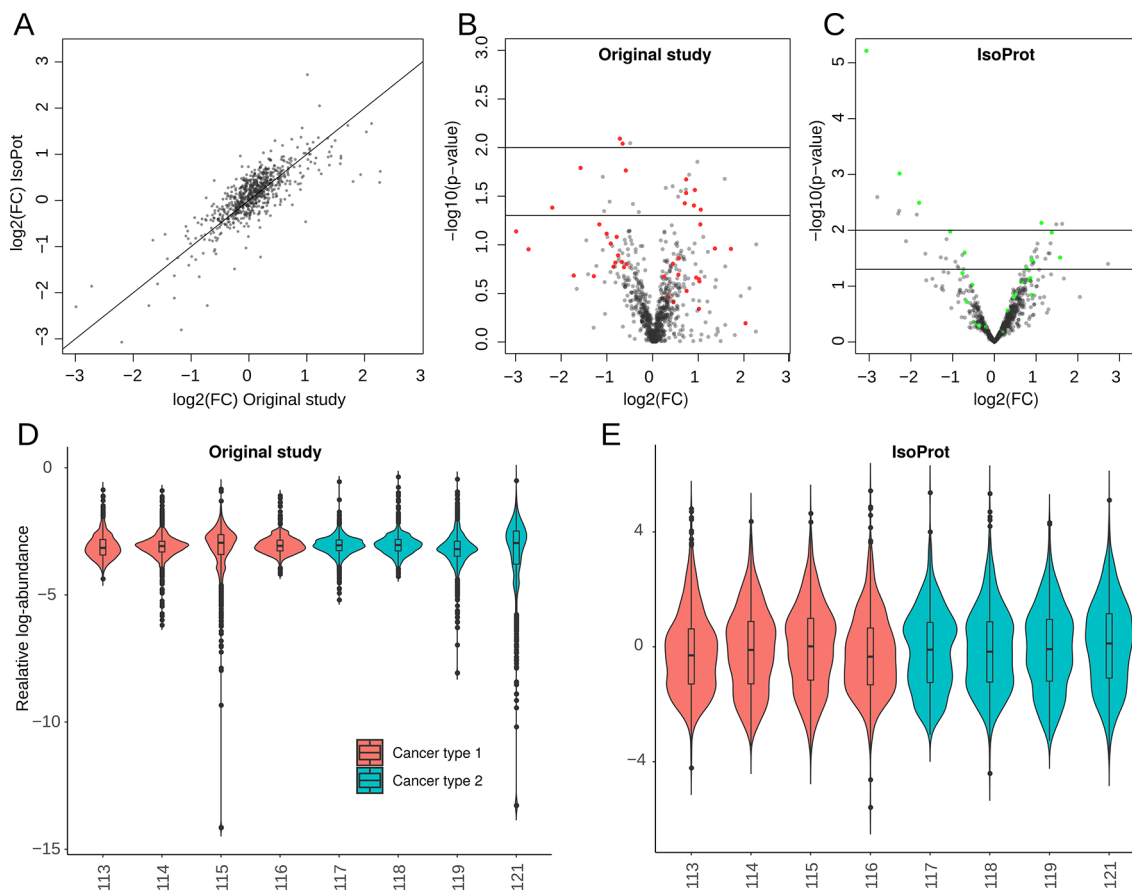 A
3
2
1
0
−1
−2
−3
log2(FC) IsoPot
−3 −2 −1 0 1 2 3
log2(FC) Original study
B
Original study
3.0
2.5
2.0
1.5
1.0
0.5
0.0
−log10(p−value)
−3 −2 −1 0 1 2 3
log2(FC)
C
IsoProt
5
4
3
2
1
0
−log10(p−value)
−3 −2 −1 0 1 2 3
log2(FC)
D
Original study
0
−5
−10
−15
Realative log−abundance
Cancer type 1
Cancer type 2
113 114 115 116 117 118 119 121
E
IsoProt
4
0
−4
113 114 115 116 117 118 119 121